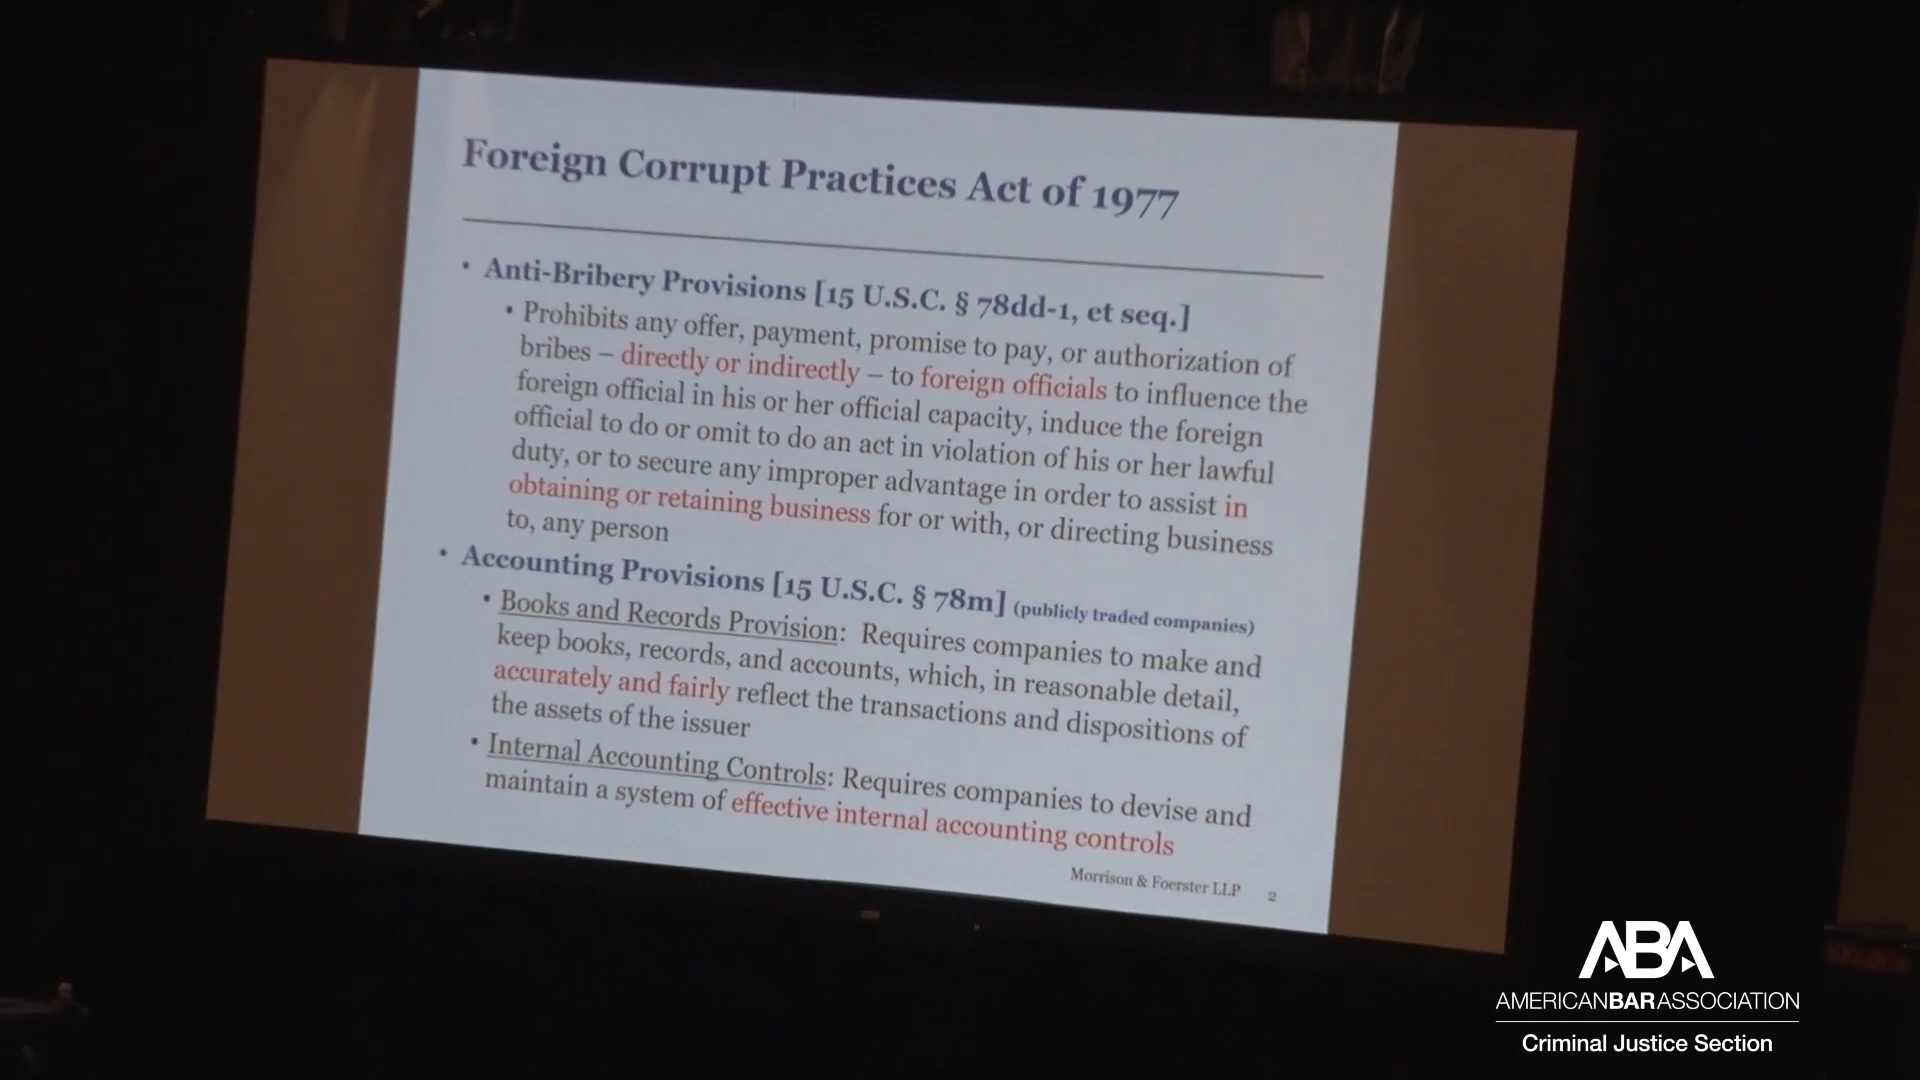 Foreign Corrupt Practices Act of 1977
• Anti-Bribery Provisions [15 U.S.C. § 78dd-1, et seq.]
• Prohibits any offer, payment, promise to pay, or authorization of
bribes – directly or indirectly – to foreign officials to influence the
foreign official in his or her official capacity, induce the foreign
official to do or omit to do an act in violation of his or her lawful
duty, or to secure any improper advantage in order to assist in
obtaining or retaining business for or with, or directing business
to, any person
• Accounting Provisions [15 U.S.C. § 78m] (publicly traded companies)
• Books and Records Provision: Requires companies to make and
keep books, records, and accounts, which, in reasonable detail,
accurately and fairly reflect the transactions and dispositions of
the assets of the issuer
• Internal Accounting Controls: Requires companies to devise and
maintain a system of effective internal accounting controls
Morrison & Foerster LLP 2
ABA
AMERICANBARASSOCIATION
Criminal Justice Section